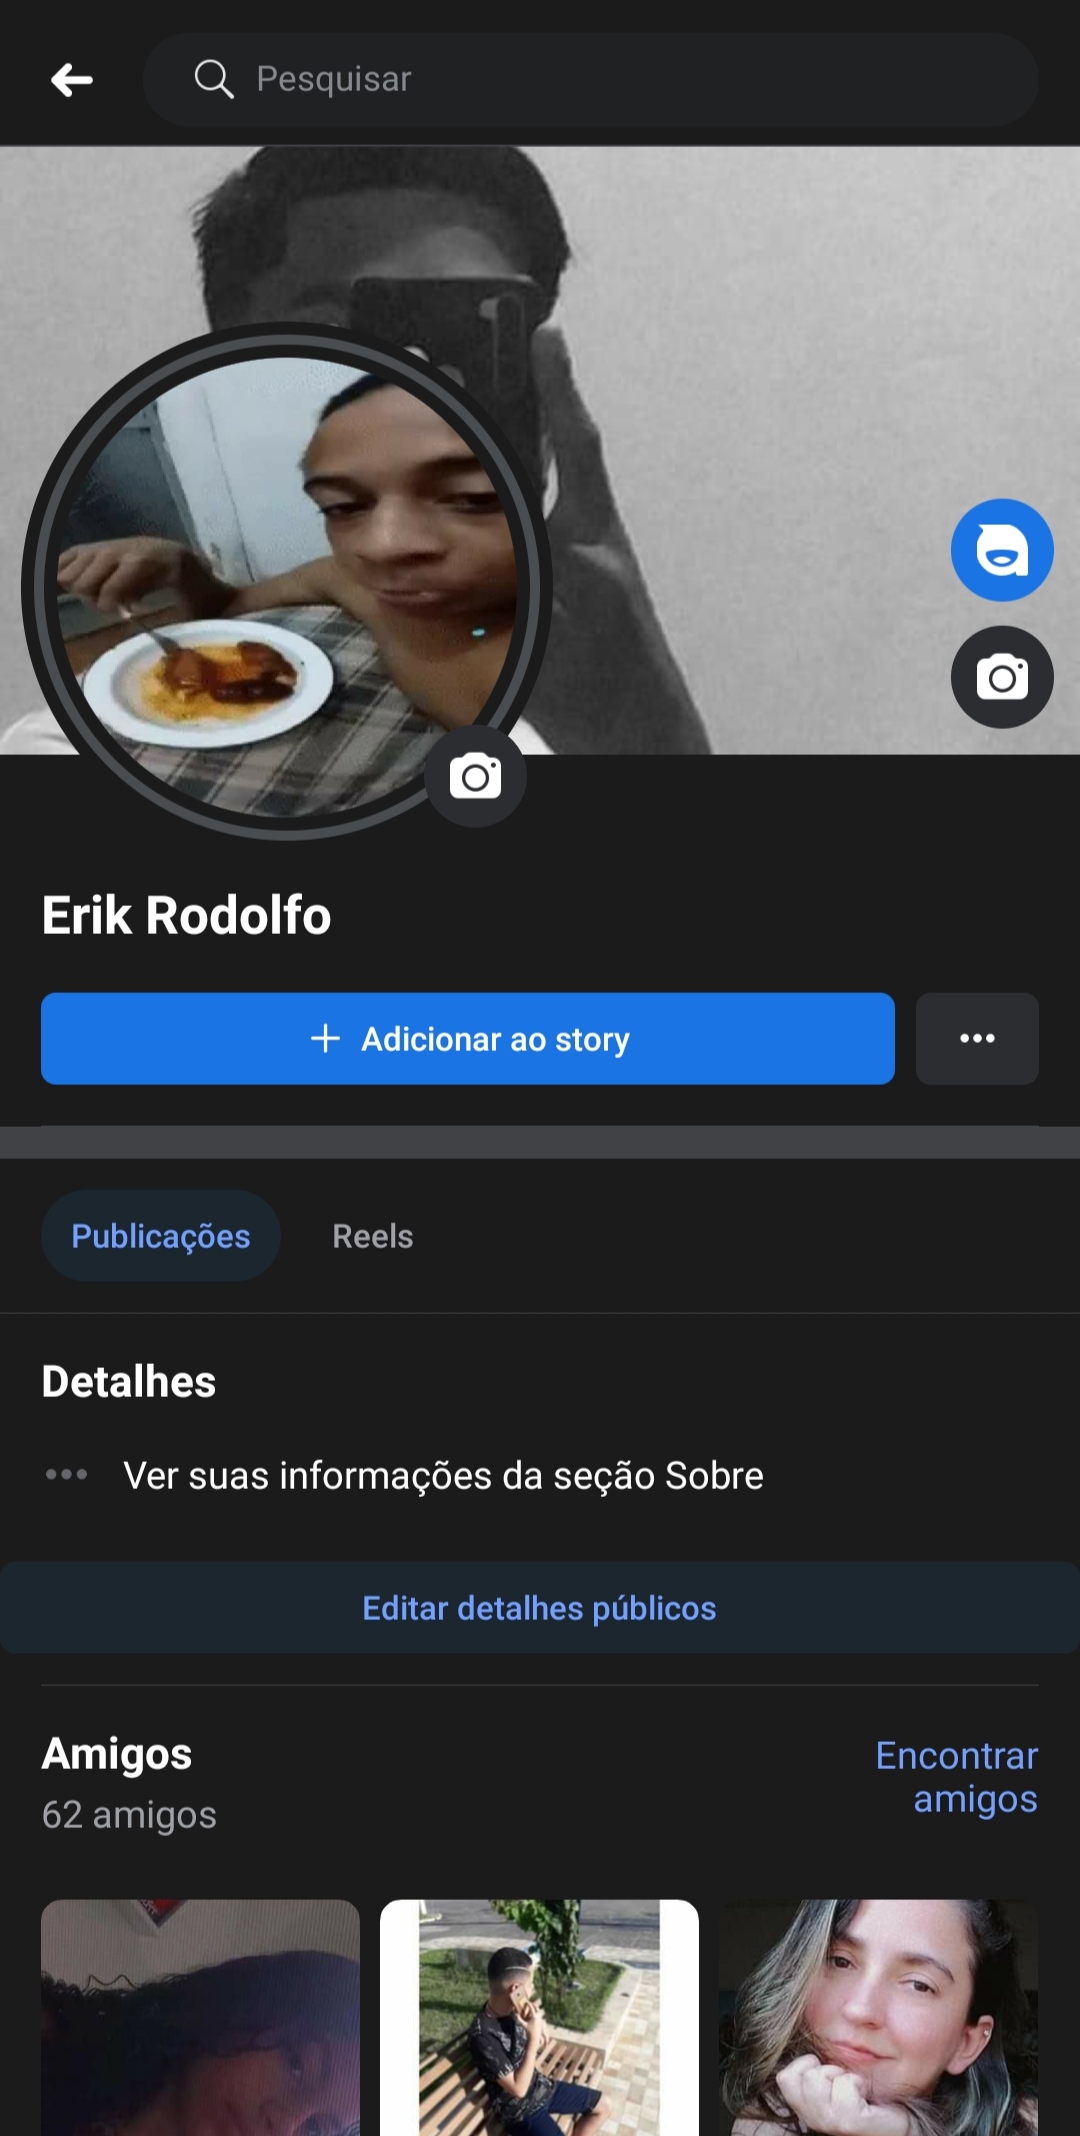 Pesquisar
Erik Rodolfo
Adicionar ao story
Publicações Reels
Detalhes
Ver suas informações da seção Sobre
Editar detalhes públicos
Amigos
62 amigos
Encontrar
amigos